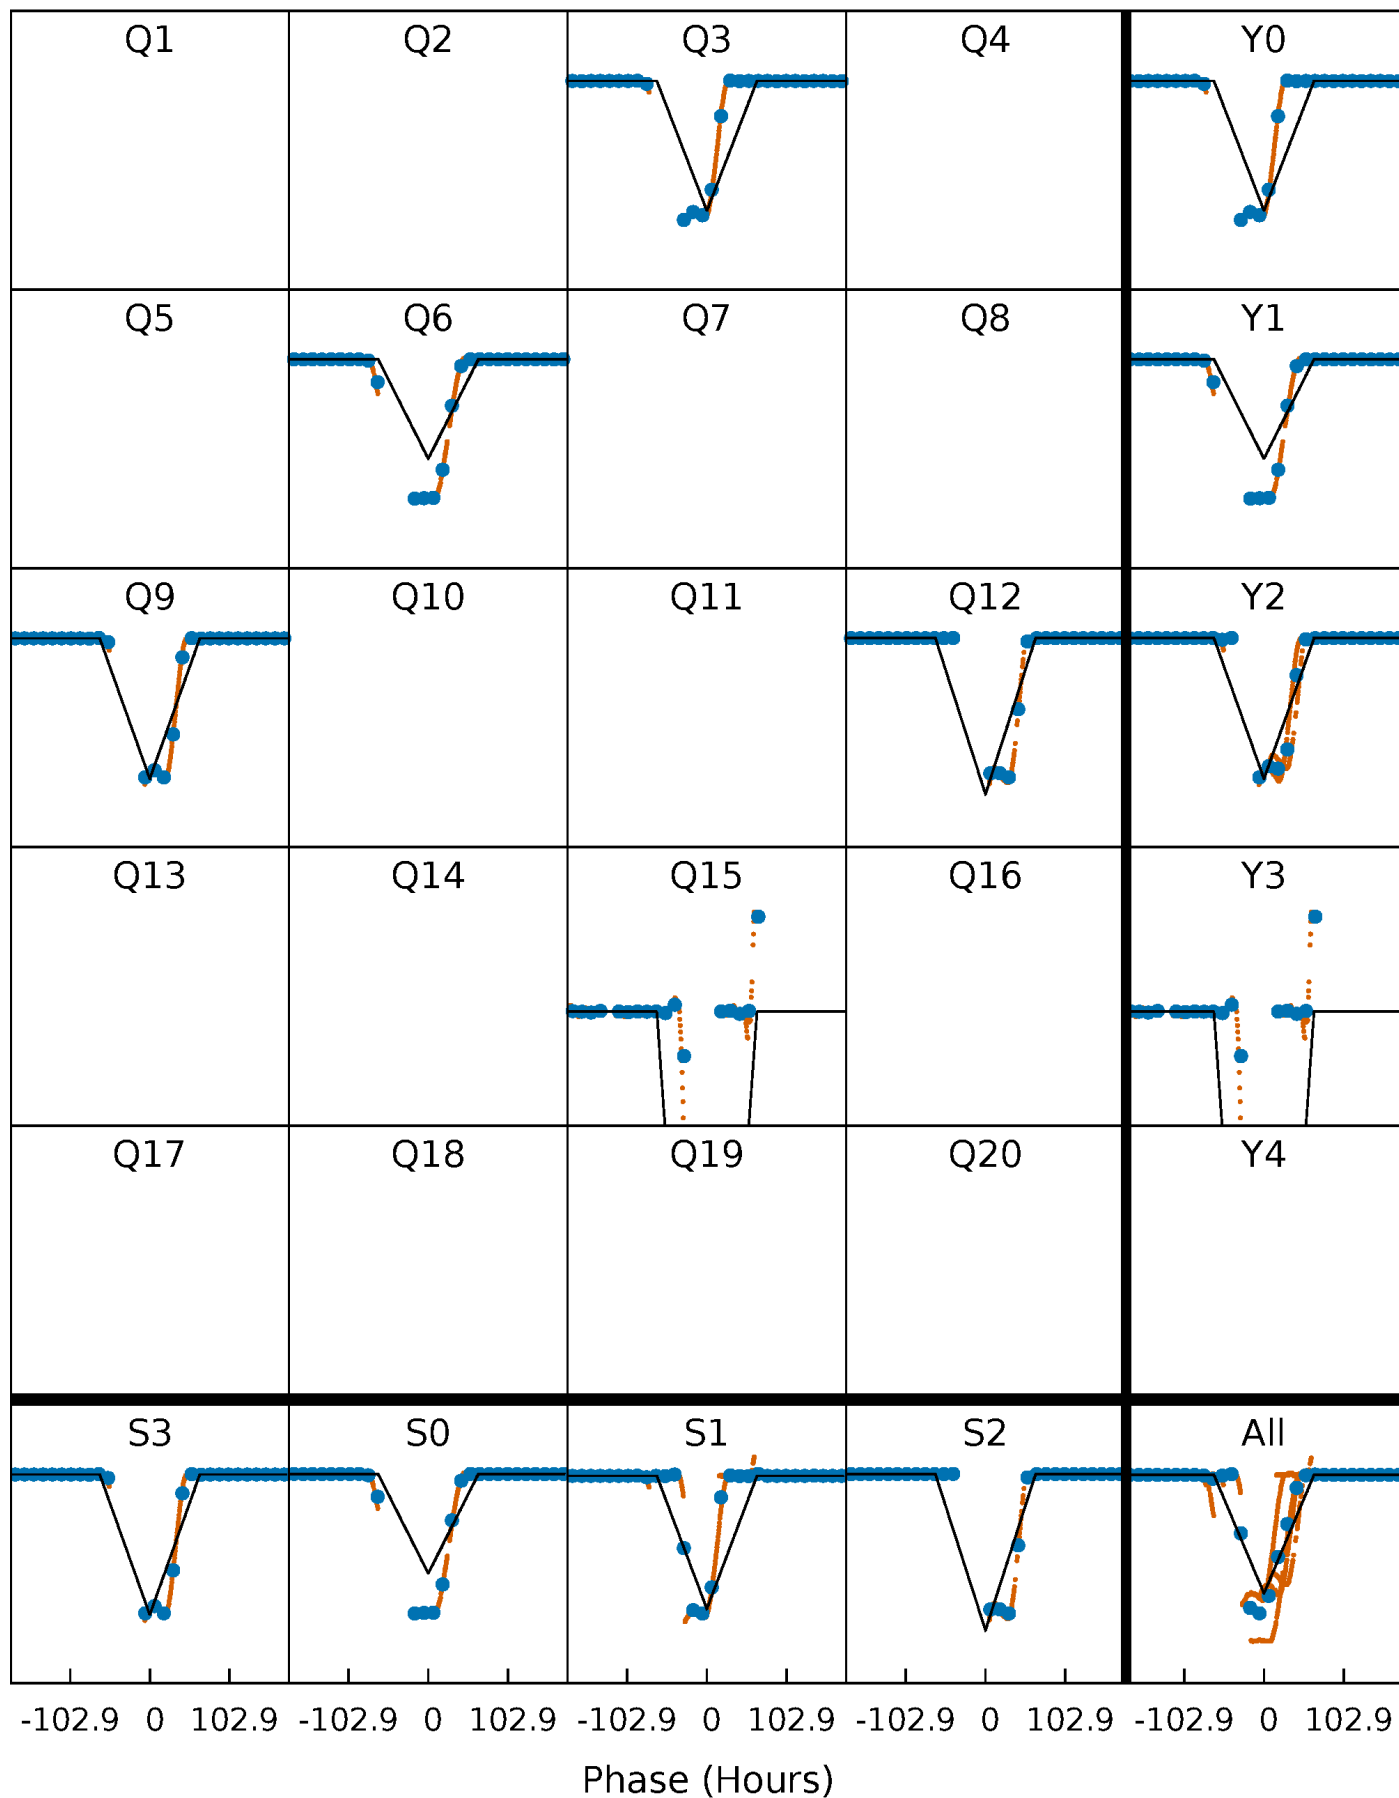 Q1 Q2 Q3 Q4 Y0
Q5 Q6 Q7 Q8 Y1
Q9 Q10 Q11 Q12 Y2
Q13 Q14 Q15 Q16 Y3
Q17 Q18 Q19 Q20 Y4
S3 S0 S1 S2 All
-102.9 0 102.9 -102.9 0 102.9 -102.9 0 102.9 -102.9 0 102.9 -102.9 0 102.9
Phase (Hours)